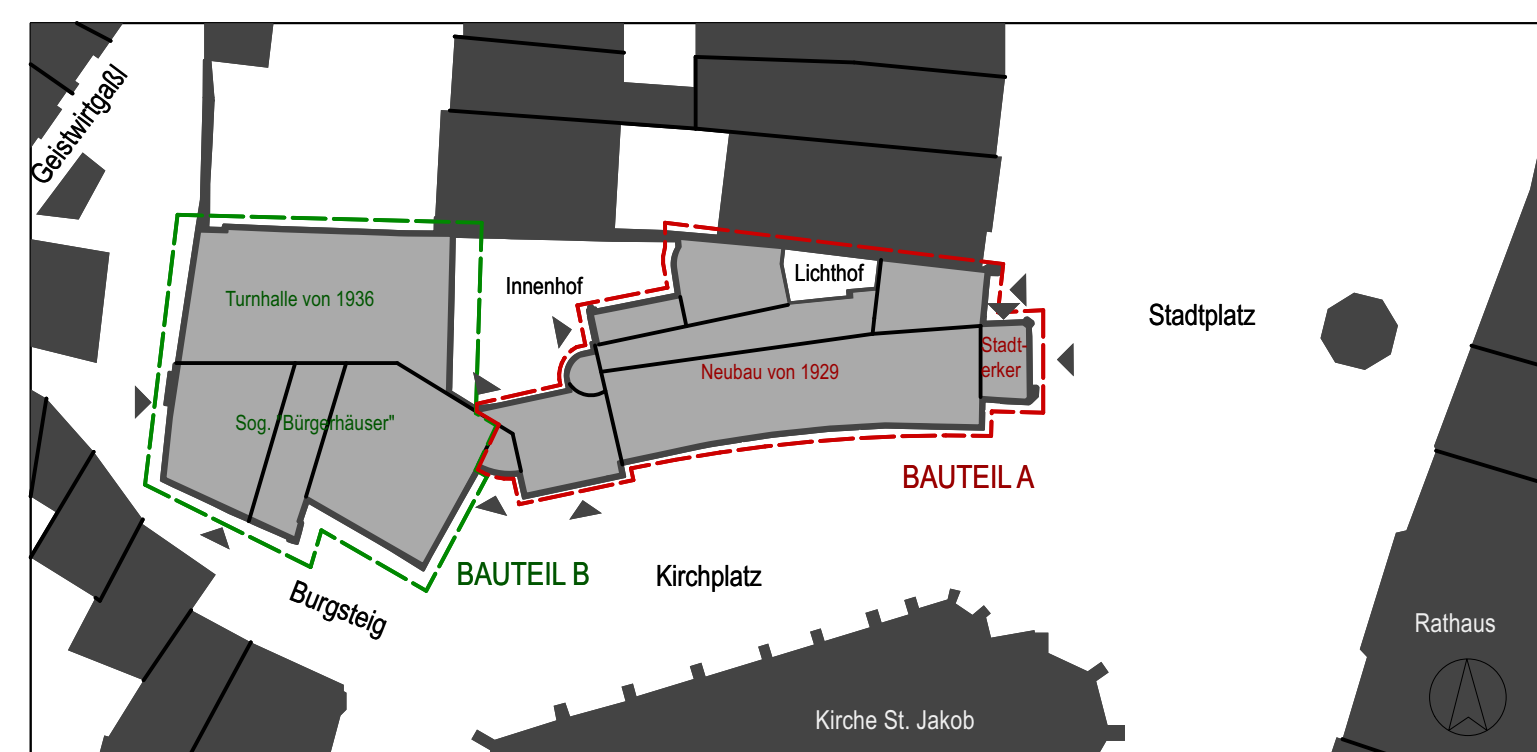 Geistwirtgaßl
Innenhof
Lichthof
Turnhalle von 1936
Stadtplatz
Stadt-
erker
Neubau von 1929
Sog. "Bürgerhäuser"
BAUTEIL A
BAUTEIL B
Kirchplatz
Burgsteig
Rathaus
Kirche St. Jakob